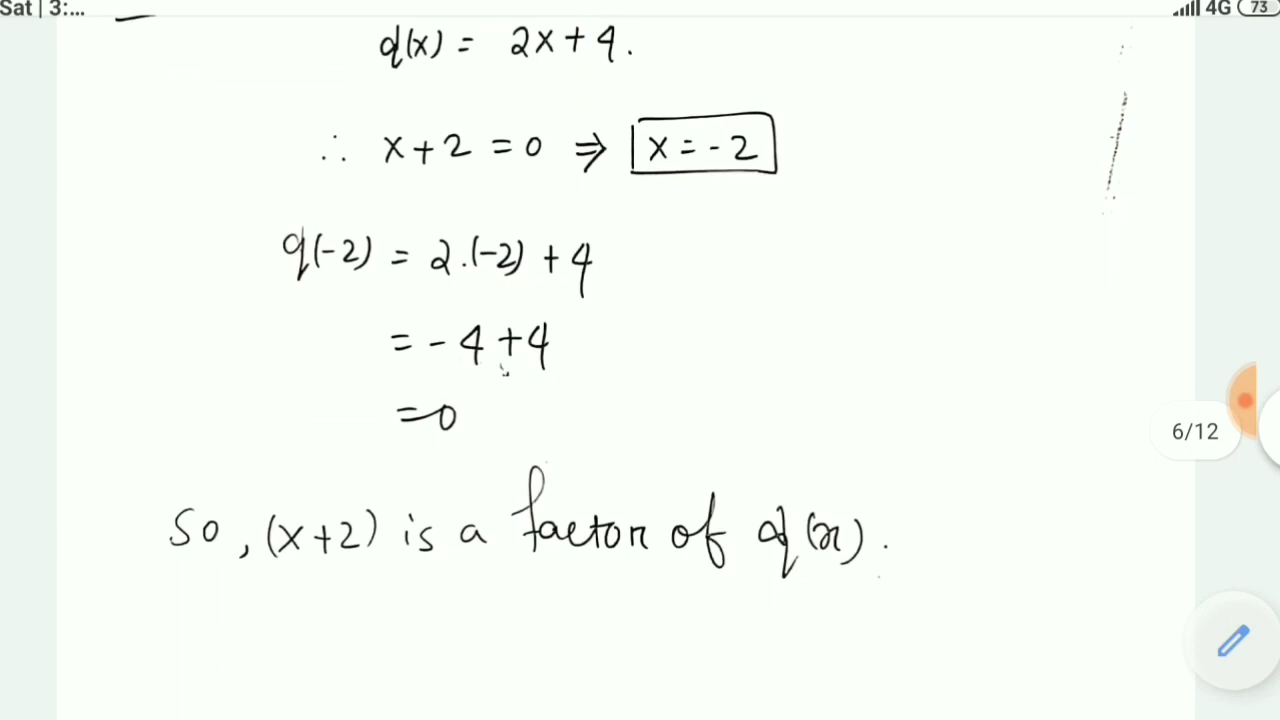 Sat | 3:...
4G 73
q(x) = 2x+4.
∴ x+2 = 0 ⇒ x = -2
q(-2) = 2.(-2) + 4
= - 4 + 4
= 0
6/12
So, (x+2) is a factor of q(x).